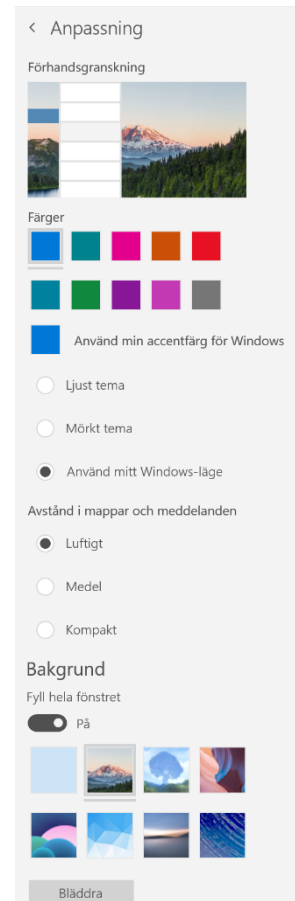 Anpassning
Förhandsgranskning
Färger
Använd min accentfärg för Windows
Ljust tema
Mörkt tema
Använd mitt Windows-läge
Avstånd i mappar och meddelanden
Luftigt
Medel
Kompakt
Bakgrund
Fyll hela fönstret
På
Bläddra